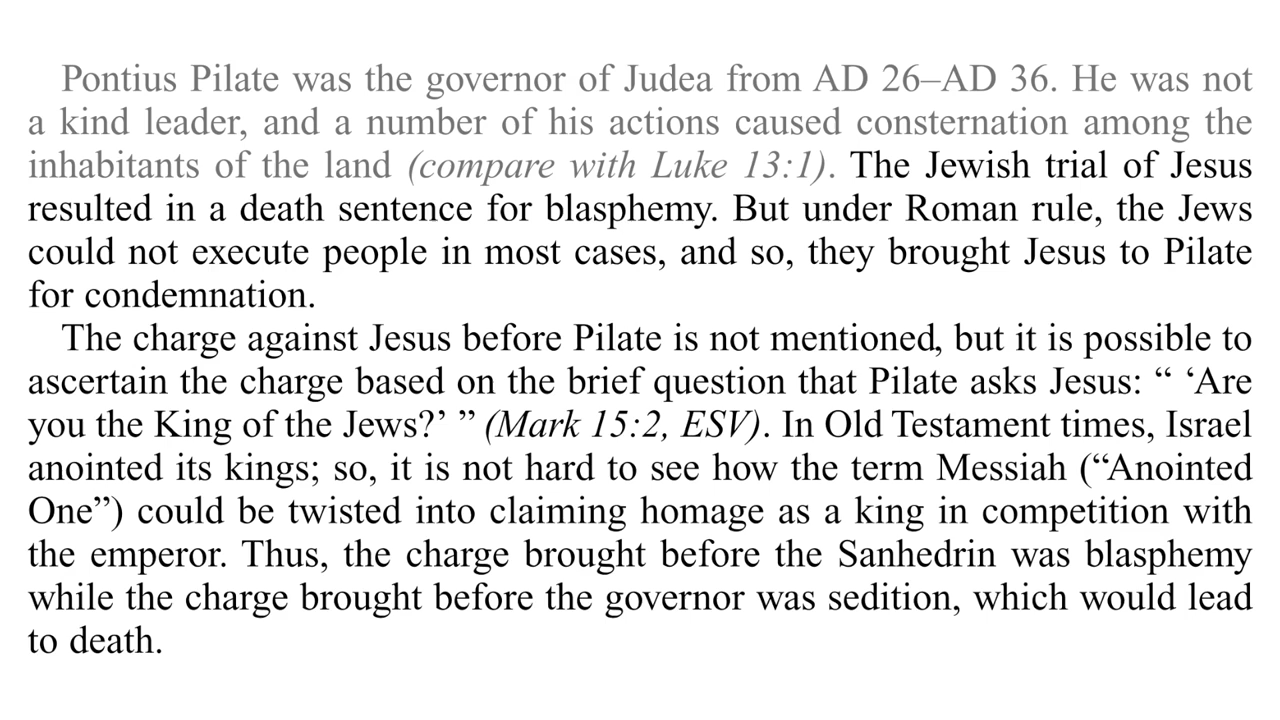 Pontius Pilate was the governor of Judea from AD 26–AD 36. He was not
a kind leader, and a number of his actions caused consternation among the
inhabitants of the land (compare with Luke 13:1). The Jewish trial of Jesus
resulted in a death sentence for blasphemy. But under Roman rule, the Jews
could not execute people in most cases, and so, they brought Jesus to Pilate
for condemnation.
The charge against Jesus before Pilate is not mentioned, but it is possible to
ascertain the charge based on the brief question that Pilate asks Jesus: “ ‘Are
you the King of the Jews?’ ” (Mark 15:2, ESV). In Old Testament times, Israel
anointed its kings; so, it is not hard to see how the term Messiah (“Anointed
One”) could be twisted into claiming homage as a king in competition with
the emperor. Thus, the charge brought before the Sanhedrin was blasphemy
while the charge brought before the governor was sedition, which would lead
to death.